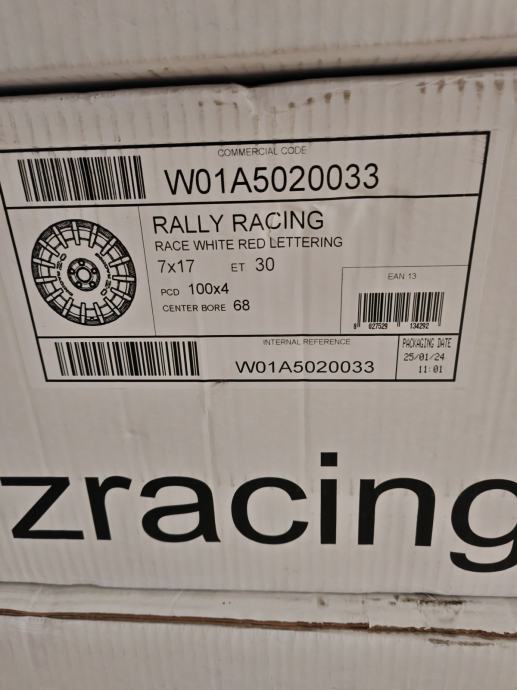 COMMERCIAL CODE
W01A5020033
RALLY RACING
RACE WHITE RED LETTERING
7x17 ET 30
PCD 100x4
CENTER BORE 68
EAN 13
8 027529 134292
INTERNAL REFERENCE
W01A5020033
PACKAGING DATE
25/01/24
11:01
zracing